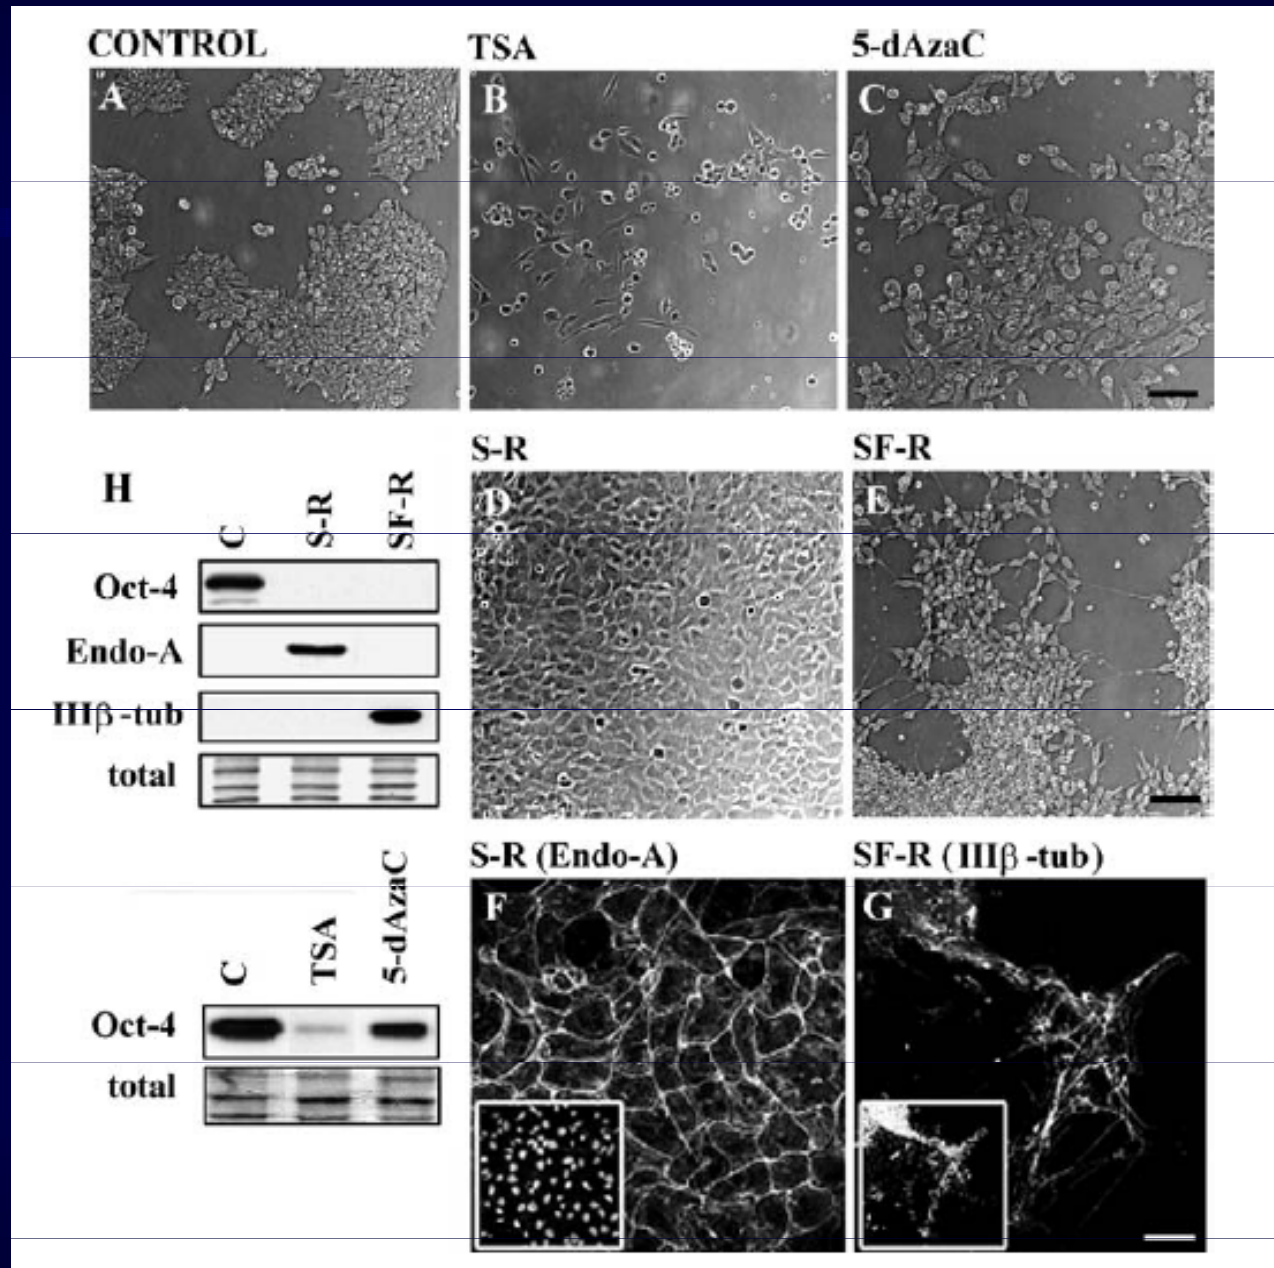 CONTROL
TSA
5-dAzaC
A
B
C
S-R
SF-R
H
C
S-R
SF-R
D
E
Oct-4
Endo-A
IIIβ-tub
total
S-R (Endo-A)
SF-R (IIIβ-tub)
C
TSA
5-dAzaC
F
G
Oct-4
total